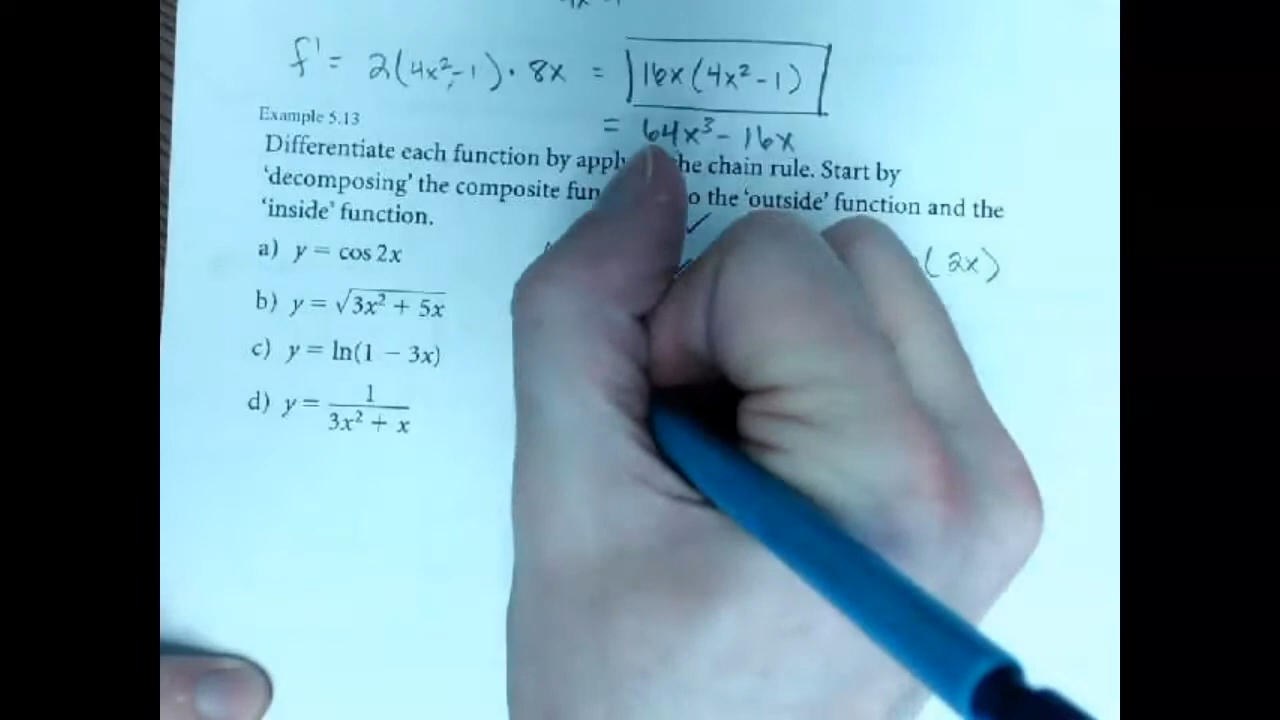 f' = 2(4x²-1) · 8x = 16x(4x²-1)
Example 5.13
= 64x³ - 16x
Differentiate each function by the chain rule. Start by
'decomposing' the composite the 'outside' function and the
'inside' function.
a) y = cos 2x
(2x)
b) y = √(3x² + 5x)
c) y = ln(1 − 3x)
d) y = 1/(3x² + x)